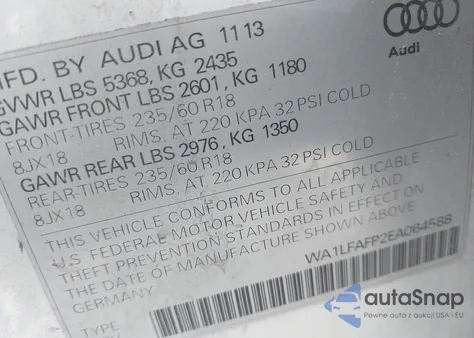 MFD. BY AUDI AG 11 13
GVWR LBS 5368, KG 2435
GAWR FRONT LBS 2601, KG 1180
FRONT-TIRES 235/60 R18
8JX18 RIMS, AT 220 KPA 32 PSI COLD
GAWR REAR LBS 2976, KG 1350
REAR-TIRES 235/60 R18
8JX18 RIMS, AT 220 KPA 32 PSI COLD
THIS VEHICLE CONFORMS TO ALL APPLICABLE
U.S. FEDERAL MOTOR VEHICLE SAFETY AND
THEFT PREVENTION STANDARDS IN EFFECT ON
DATE OF MANUFACTURE SHOWN ABOVE
GERMANY
WA1LFAFP2EA064588
TYPE
Audi
autoSnap
Pewne auta z aukcji USA i EU